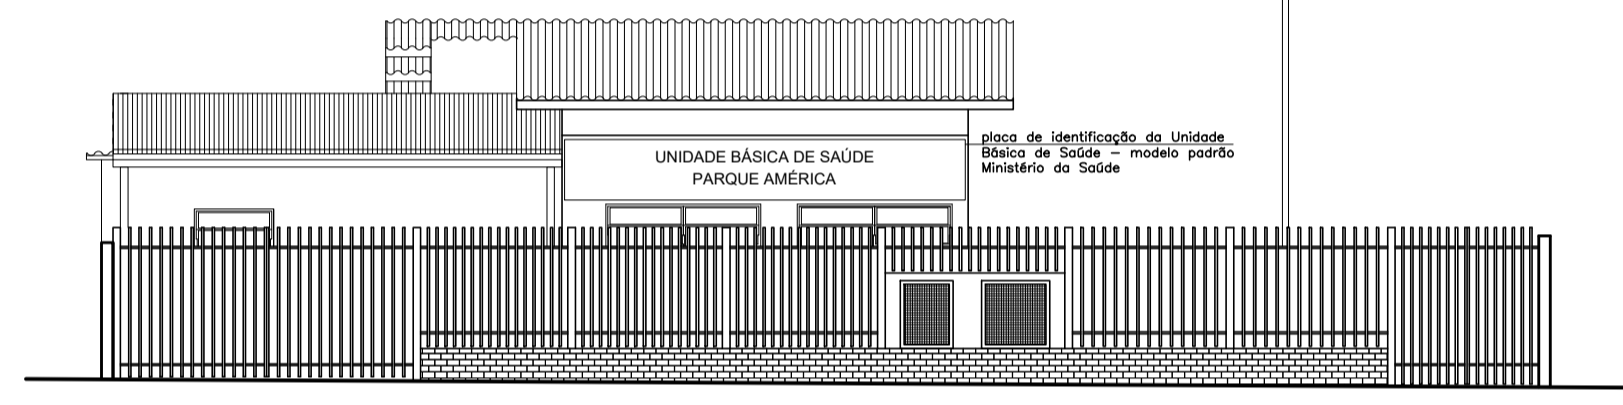 UNIDADE BÁSICA DE SAÚDE
PARQUE AMÉRICA
placa de identificação da Unidade
Básica de Saúde – modelo padrão
Ministério da Saúde